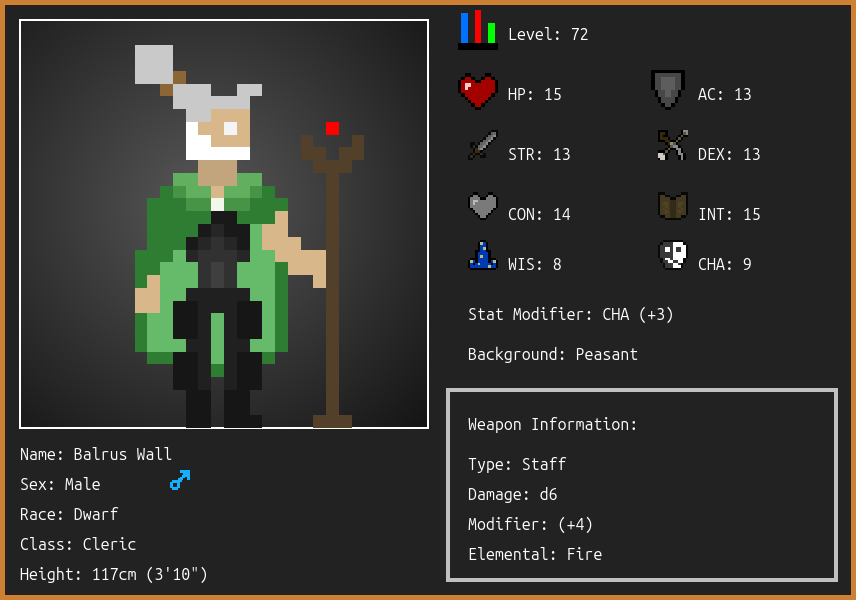 Level: 72
HP: 15
AC: 13
STR: 13
DEX: 13
CON: 14
INT: 15
WIS: 8
CHA: 9
Stat Modifier: CHA (+3)
Background: Peasant
Weapon Information:
Type: Staff
Damage: d6
Modifier: (+4)
Elemental: Fire
Name: Balrus Wall
Sex: Male
Race: Dwarf
Class: Cleric
Height: 117cm (3'10")